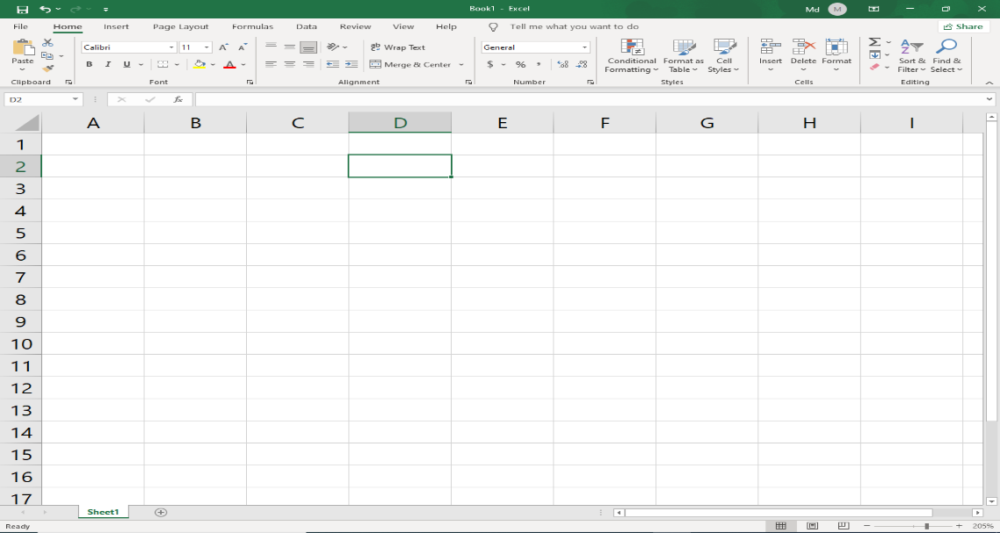 Book1 - Excel
Md M
File Home Insert Page Layout Formulas Data Review View Help Tell me what you want to do Share
Calibri 11 Wrap Text General
Paste B I U Merge & Center $ % , Conditional Formatting Format as Table Cell Styles Insert Delete Format Sort & Filter Find & Select
Clipboard Font Alignment Number Styles Cells Editing
D2 fx
A B C D E F G H I
1
2
3
4
5
6
7
8
9
10
11
12
13
14
15
16
17
Sheet1
Ready 205%